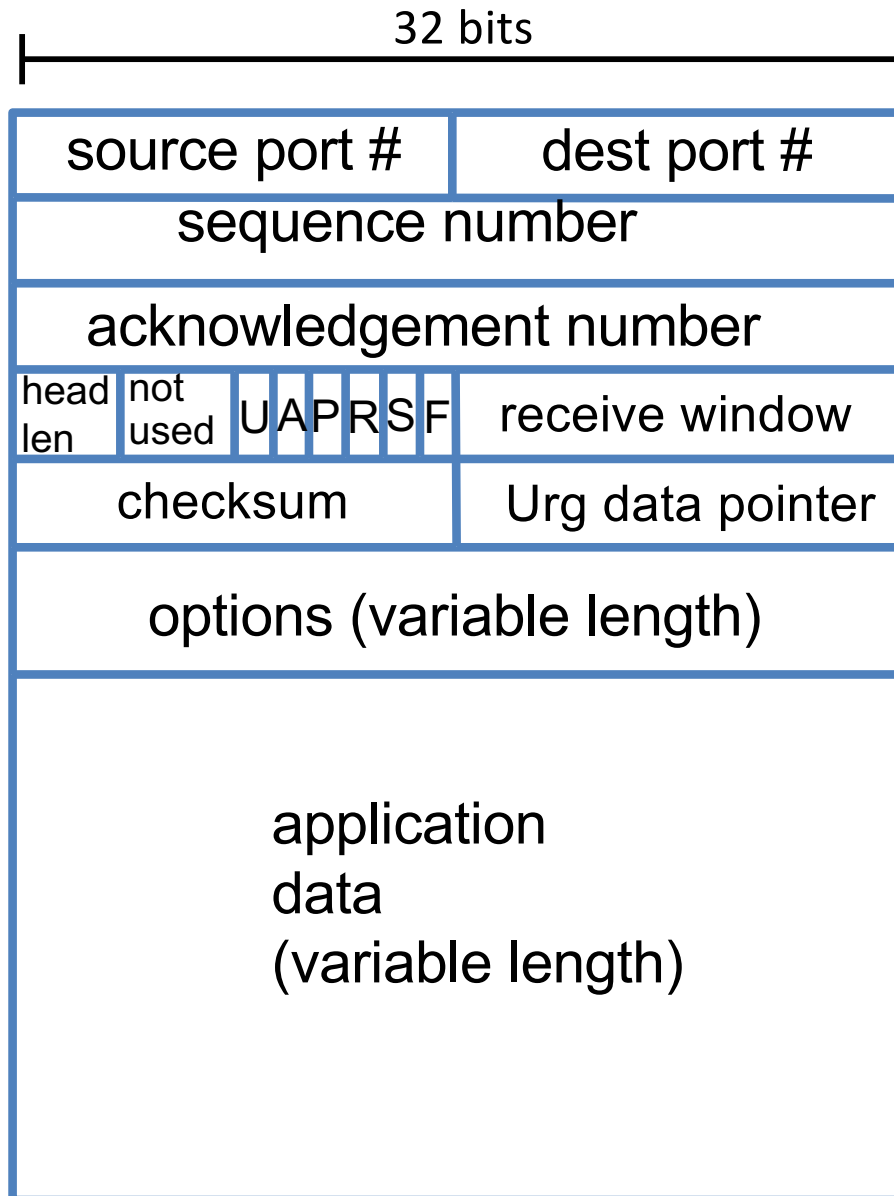 32 bits
source port # dest port #
sequence number
acknowledgement number
head not
len used U A P R S F receive window
checksum Urg data pointer
options (variable length)
application
data
(variable length)